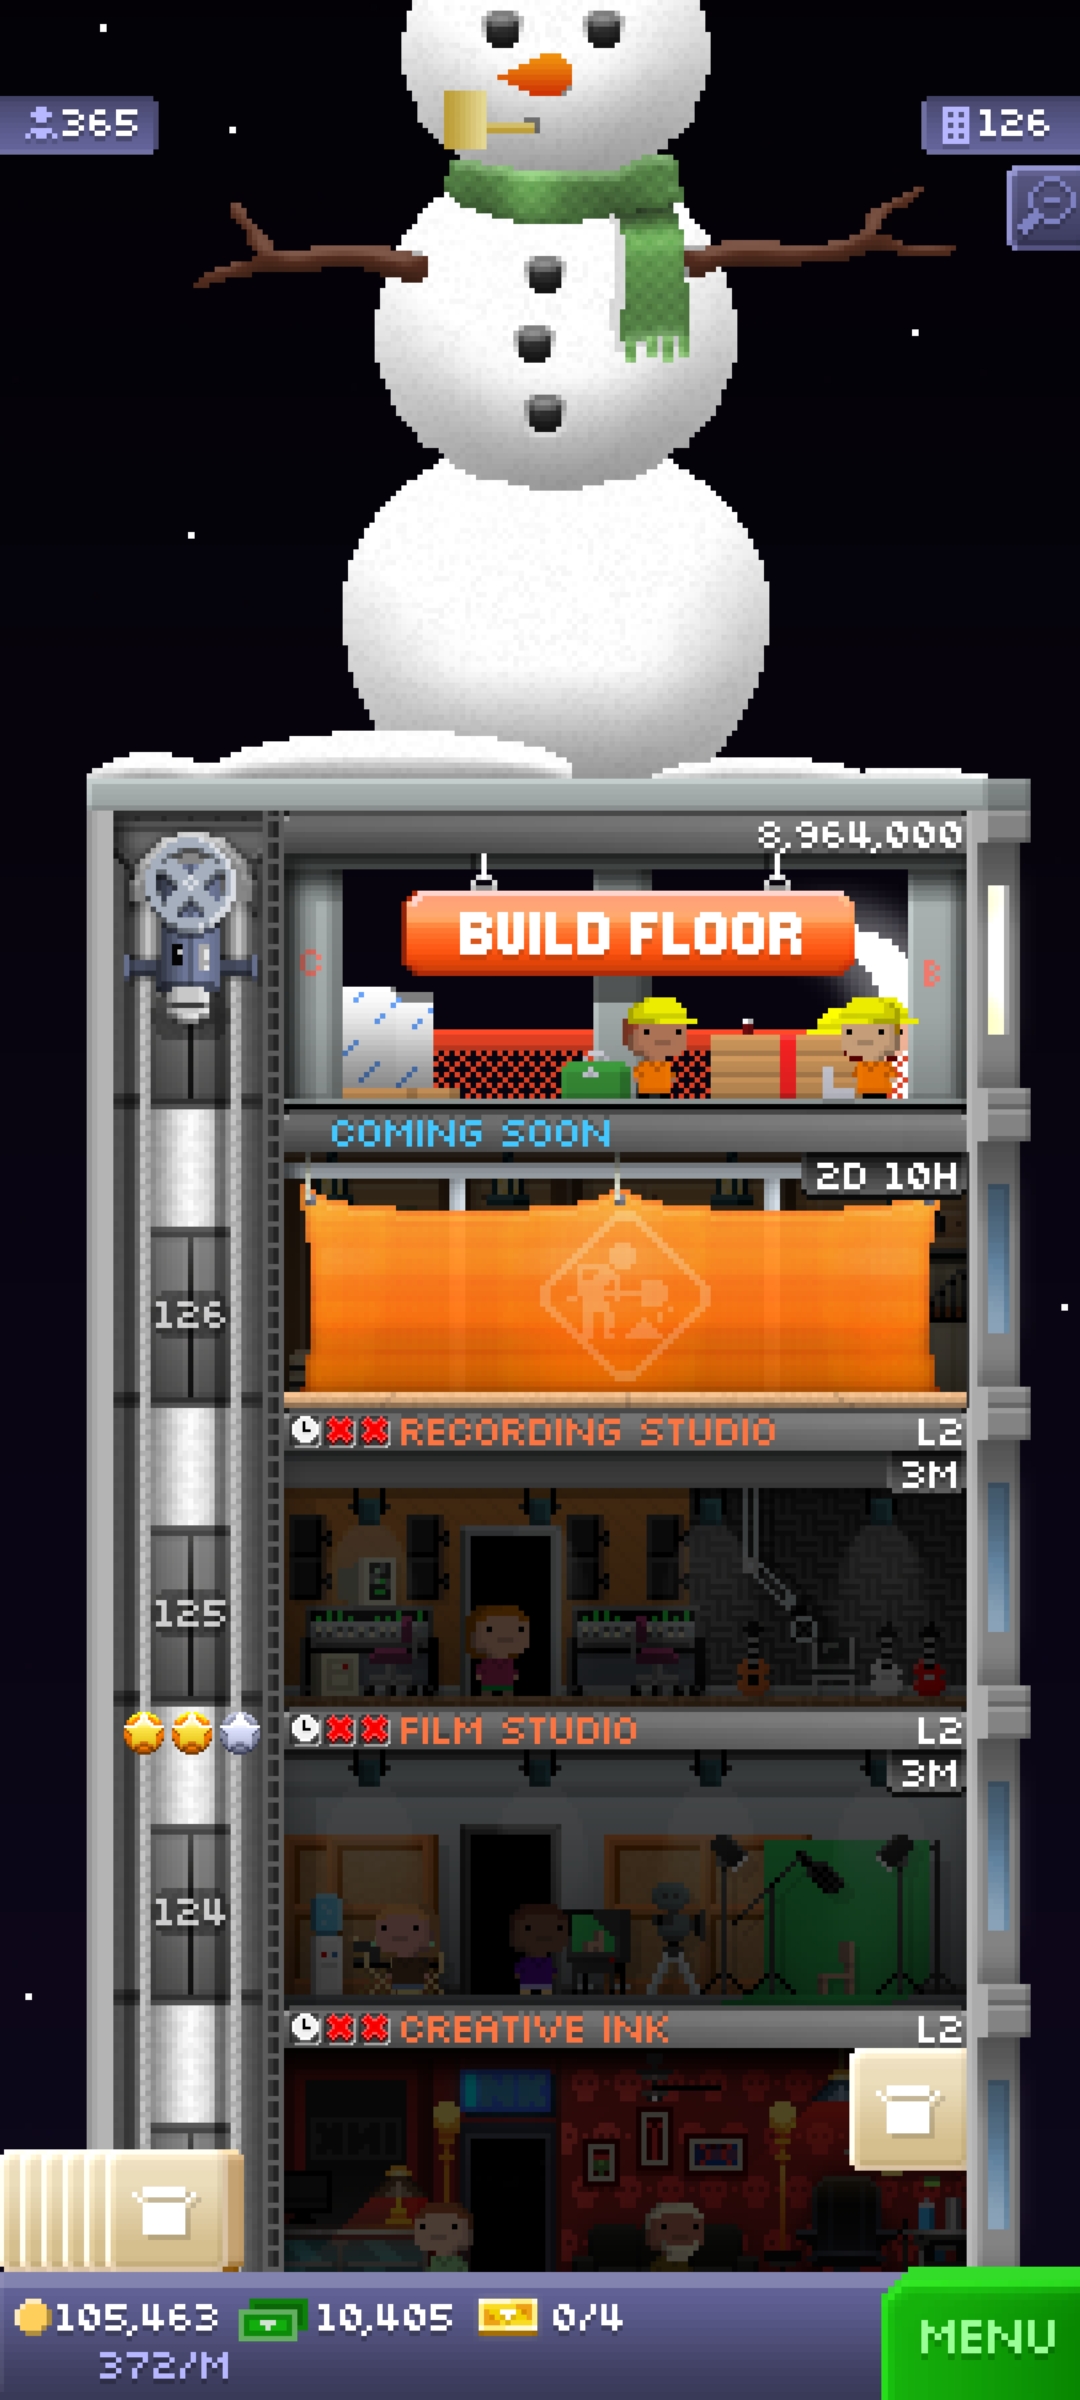 365
126
8,964,000
C
BUILD FLOOR
B
COMING SOON
2D 10H
126
RECORDING STUDIO L2
3M
125
FILM STUDIO L2
3M
124
CREATIVE INK L2
INK
INK
105,463 10,405 0/4
372/M
MENU